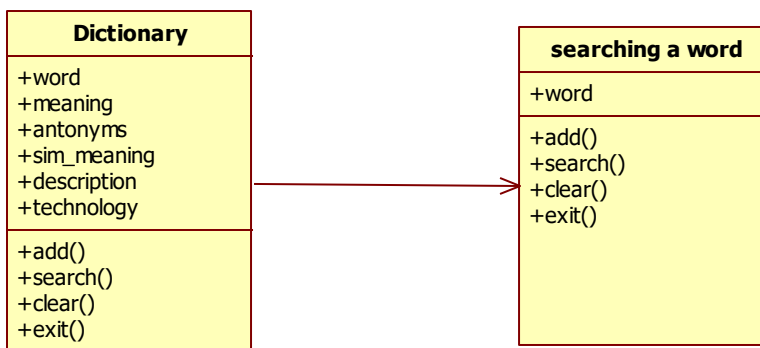 Dictionary
+word
+meaning
+antonyms
+sim_meaning
+description
+technology
+add()
+search()
+clear()
+exit()
searching a word
+word
+add()
+search()
+clear()
+exit()